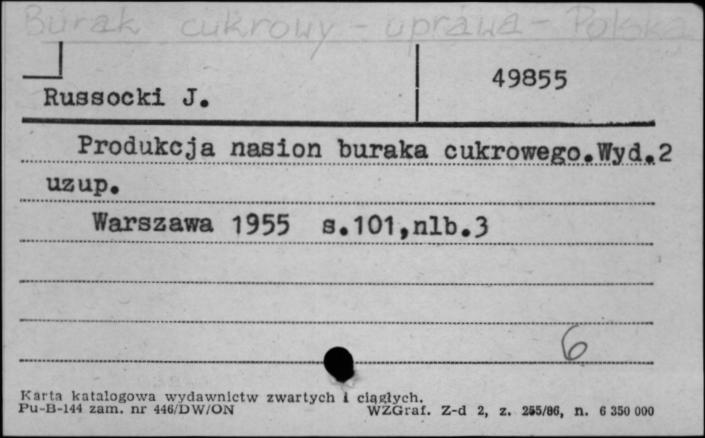 Burak cukrowy - uprawa - Polska
49855
Russocki J.
Produkcja nasion buraka cukrowego.Wyd.2
uzup.
Warszawa 1955 s.101,nlb.3
6
Karta katalogowa wydawnictw zwartych i ciągłych.
Pu-B-144 zam. nr 446/DW/ON WZGraf. Z-d 2, z. 255/86, n. 6 350 000